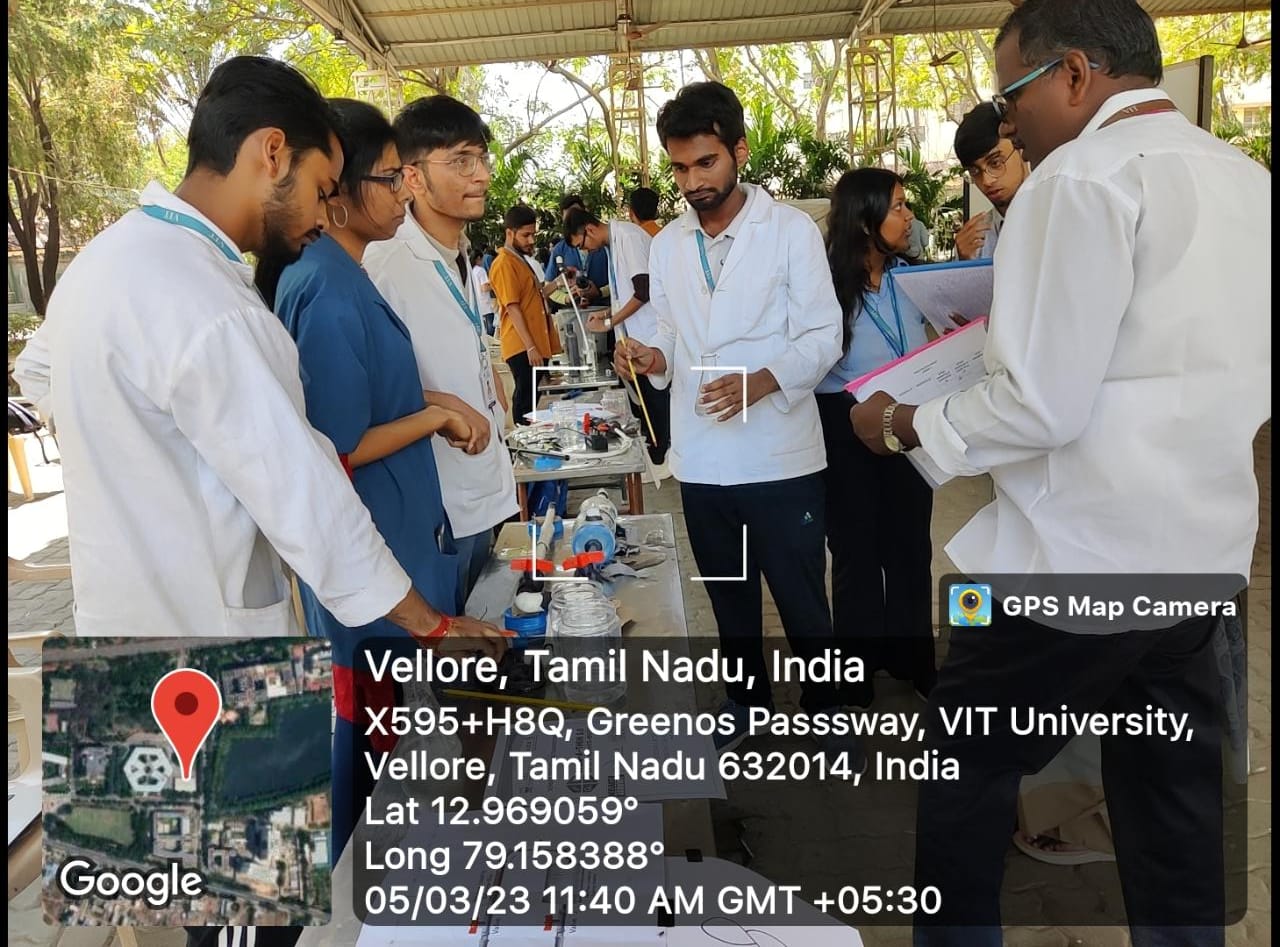 VIT
GPS Map Camera
Vellore, Tamil Nadu, India
X595+H8Q, Greenos Passsway, VIT University,
Vellore, Tamil Nadu 632014, India
Lat 12.969059°
Long 79.158388°
05/03/23 11:40 AM GMT +05:30
Google